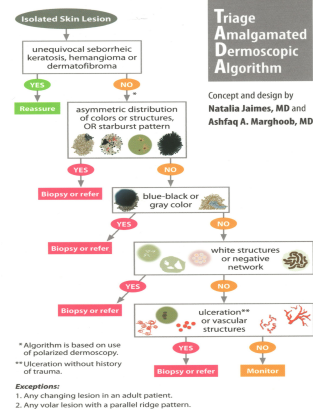 Triage
Amalgamated
Dermoscopic
Algorithm
Concept and design by
Natalia Jaimes, MD and
Ashfaq A. Marghoob, MD
Isolated Skin Lesion
unequivocal seborrheic
keratosis, hemangioma or
dermatofibroma
YES
NO
Reassure
*
asymmetric distribution
of colors or structures,
OR starburst pattern
YES
NO
Biopsy or refer
blue-black or
gray color
YES
NO
Biopsy or refer
white structures
or negative
network
YES
NO
Biopsy or refer
ulceration**
or vascular
structures
YES
NO
Biopsy or refer
Monitor
* Algorithm is based on use
of polarized dermoscopy.
** Ulceration without history
of trauma.
Exceptions:
1. Any changing lesion in an adult patient.
2. Any volar lesion with a parallel ridge pattern.